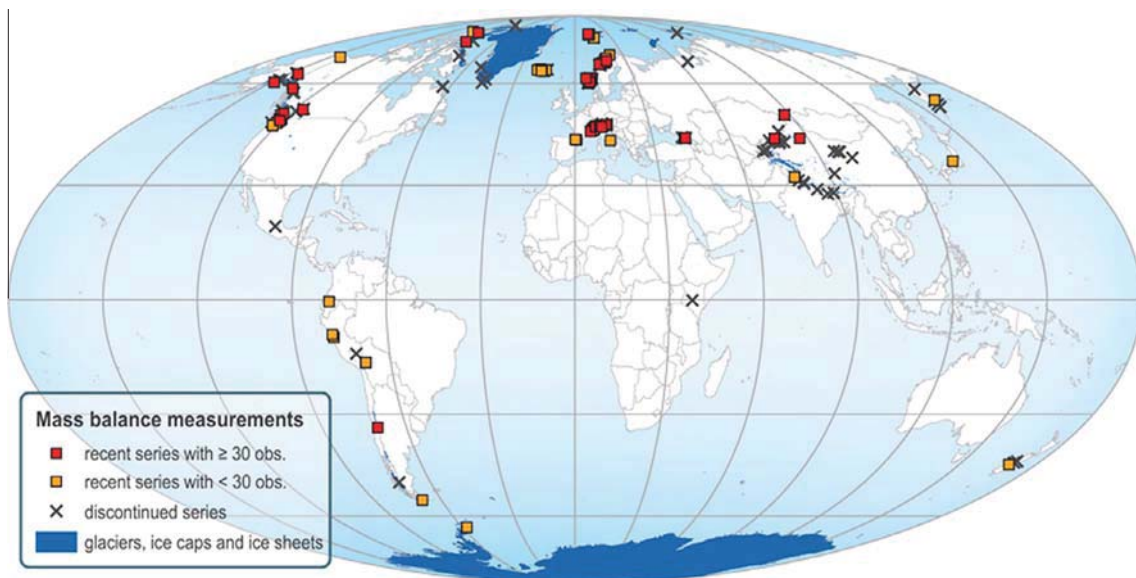 Mass balance measurements
recent series with ≥ 30 obs.
recent series with < 30 obs.
discontinued series
glaciers, ice caps and ice sheets